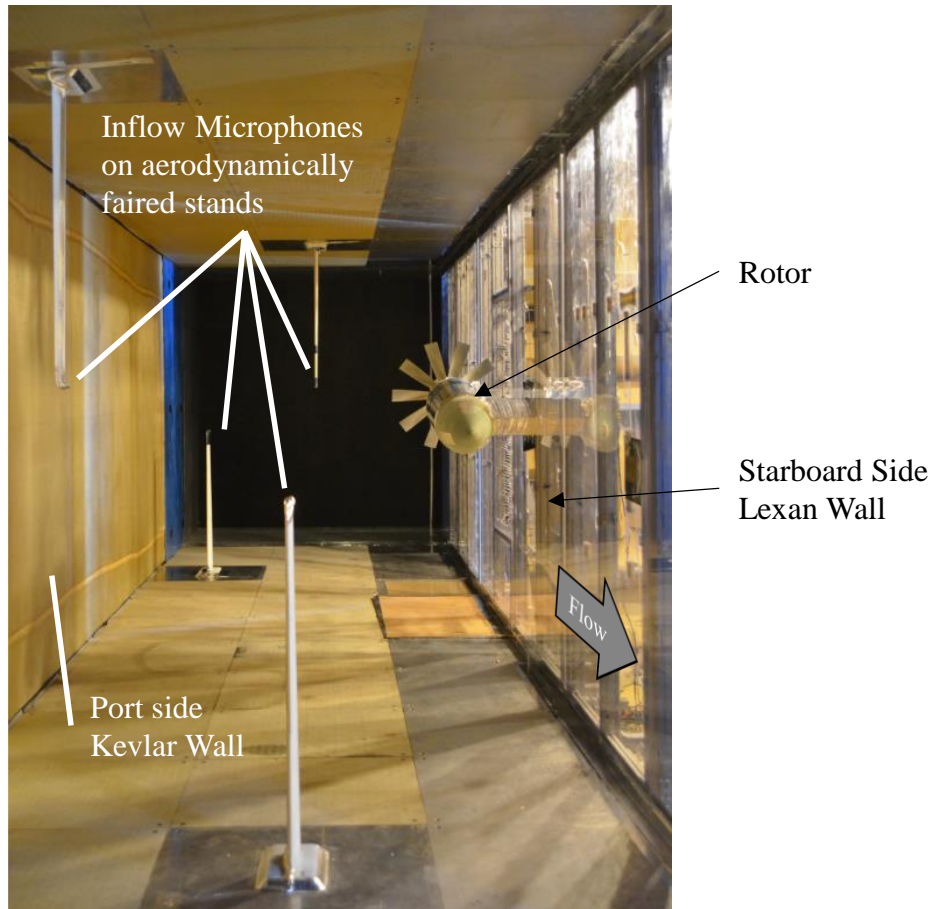 Inflow Microphones
on aerodynamically
faired stands
Rotor
Starboard Side
Lexan Wall
Flow
Port side
Kevlar Wall